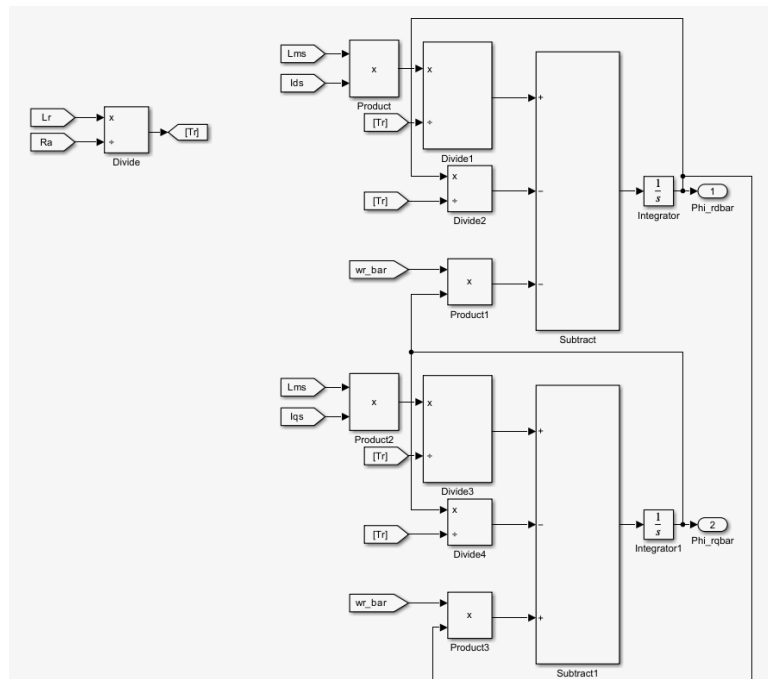 Lms
x
x
Ids
Product
+
Lr
x
[Tr]
÷
[Tr]
Divide1
Ra
÷
Divide
x
1
s
1
[Tr]
÷
−
Integrator
Phi_rdbar
Divide2
wr_bar
x
−
Product1
Subtract
Lms
x
x
Iqs
Product2
+
[Tr]
÷
Divide3
x
1
s
2
[Tr]
÷
−
Integrator1
Phi_rqbar
Divide4
wr_bar
x
+
Product3
Subtract1